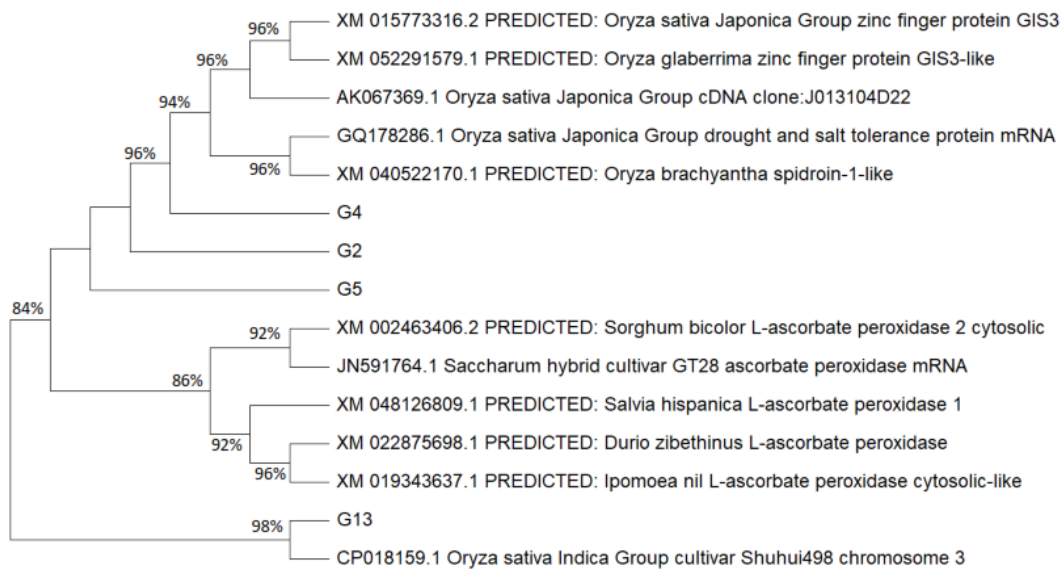 96%
XM 015773316.2 PREDICTED: Oryza sativa Japonica Group zinc finger protein GIS3
96%
XM 052291579.1 PREDICTED: Oryza glaberrima zinc finger protein GIS3-like
94%
AK067369.1 Oryza sativa Japonica Group cDNA clone:J013104D22
GQ178286.1 Oryza sativa Japonica Group drought and salt tolerance protein mRNA
96%
96%
XM 040522170.1 PREDICTED: Oryza brachyantha spidroin-1-like
G4
G2
G5
84%
92%
XM 002463406.2 PREDICTED: Sorghum bicolor L-ascorbate peroxidase 2 cytosolic
JN591764.1 Saccharum hybrid cultivar GT28 ascorbate peroxidase mRNA
86%
XM 048126809.1 PREDICTED: Salvia hispanica L-ascorbate peroxidase 1
92%
XM 022875698.1 PREDICTED: Durio zibethinus L-ascorbate peroxidase
96%
XM 019343637.1 PREDICTED: Ipomoea nil L-ascorbate peroxidase cytosolic-like
G13
98%
CP018159.1 Oryza sativa Indica Group cultivar Shuhui498 chromosome 3